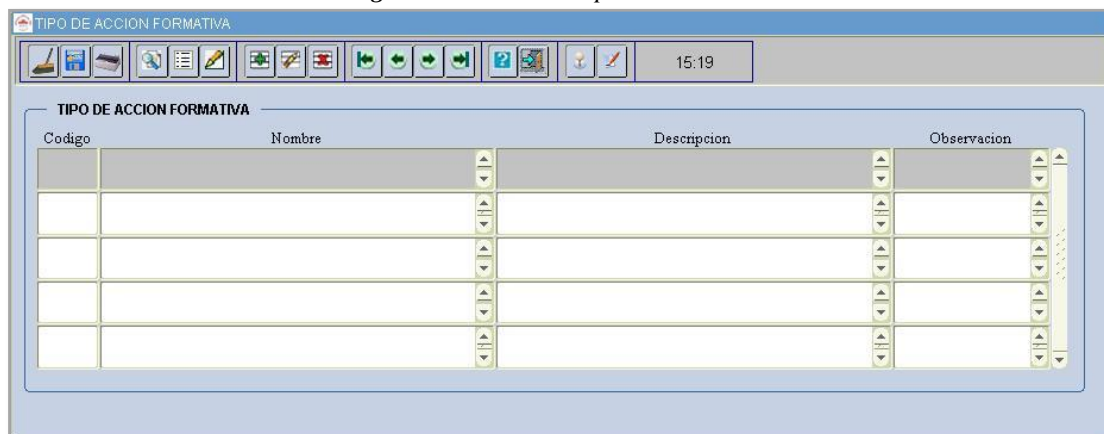 TIPO DE ACCION FORMATIVA
15:19
TIPO DE ACCION FORMATIVA
Codigo Nombre Descripcion Observacion